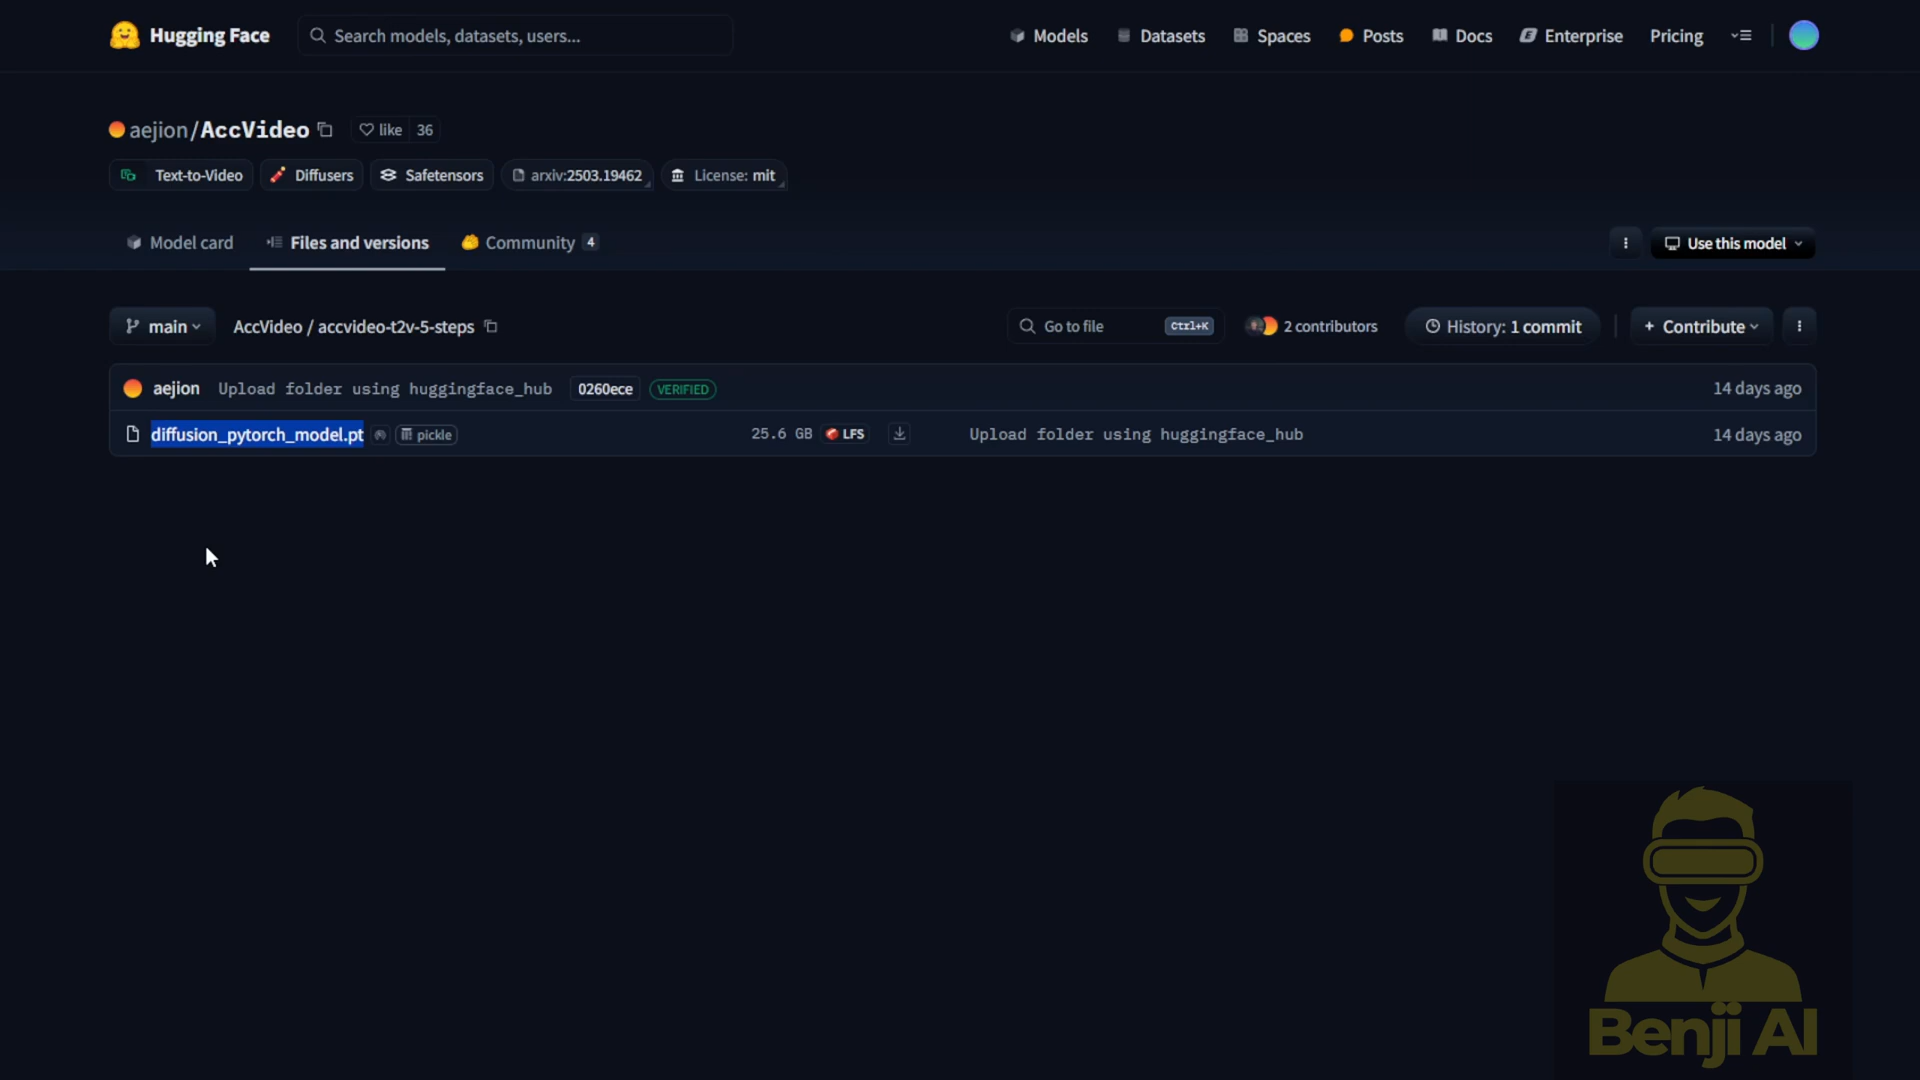 Hugging Face Search models, datasets, users... Models Datasets Spaces Posts Docs Enterprise Pricing
aejion/AccVideo like 36
Text-to-Video Diffusers Safetensors arxiv:2503.19462 License: mit
Model card Files and versions Community 4 Use this model
main AccVideo / accvideo-t2v-5-steps Go to file Ctrl+K 2 contributors History: 1 commit + Contribute
aejion Upload folder using huggingface_hub 0260ece VERIFIED 14 days ago
diffusion_pytorch_model.pt pickle 25.6 GB LFS Upload folder using huggingface_hub 14 days ago
Benji AI